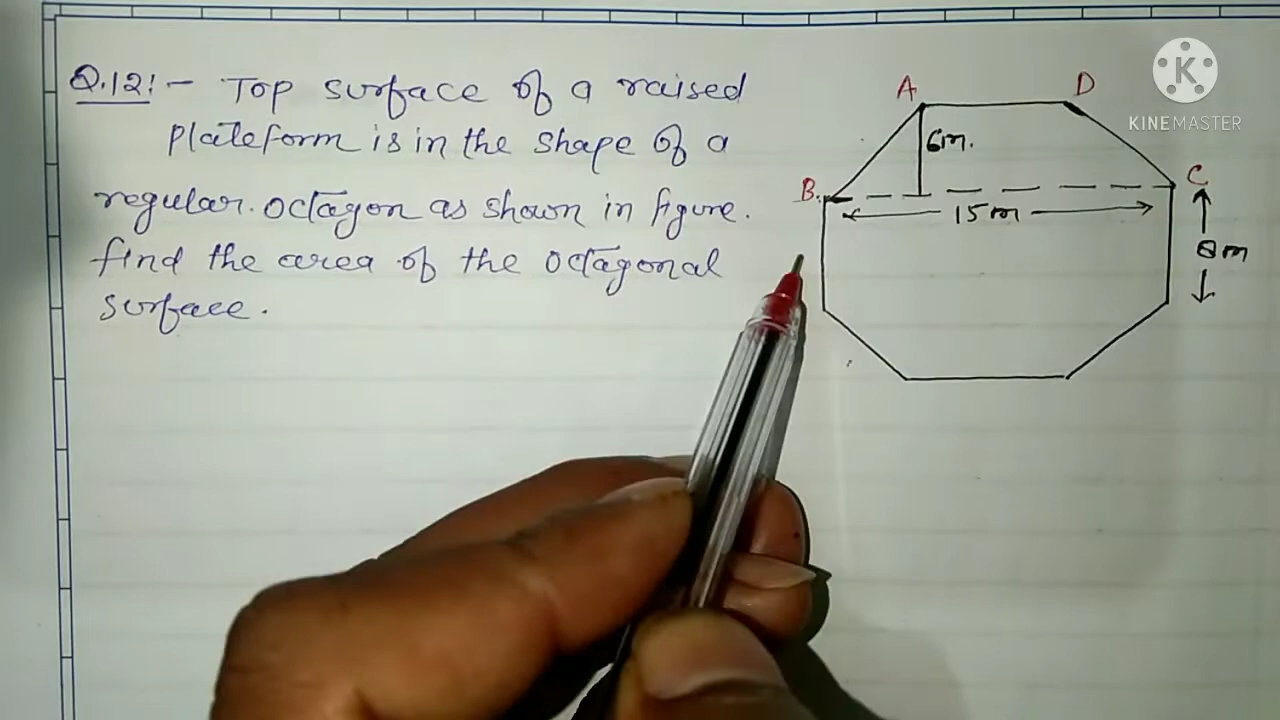 Q.12!- Top surface of a raised
plateform is in the shape of a
regular. octagon as shown in figure.
find the area of the octagonal
surface.
A
D
6m.
B.
C
15m
8m
K
KINEMASTER